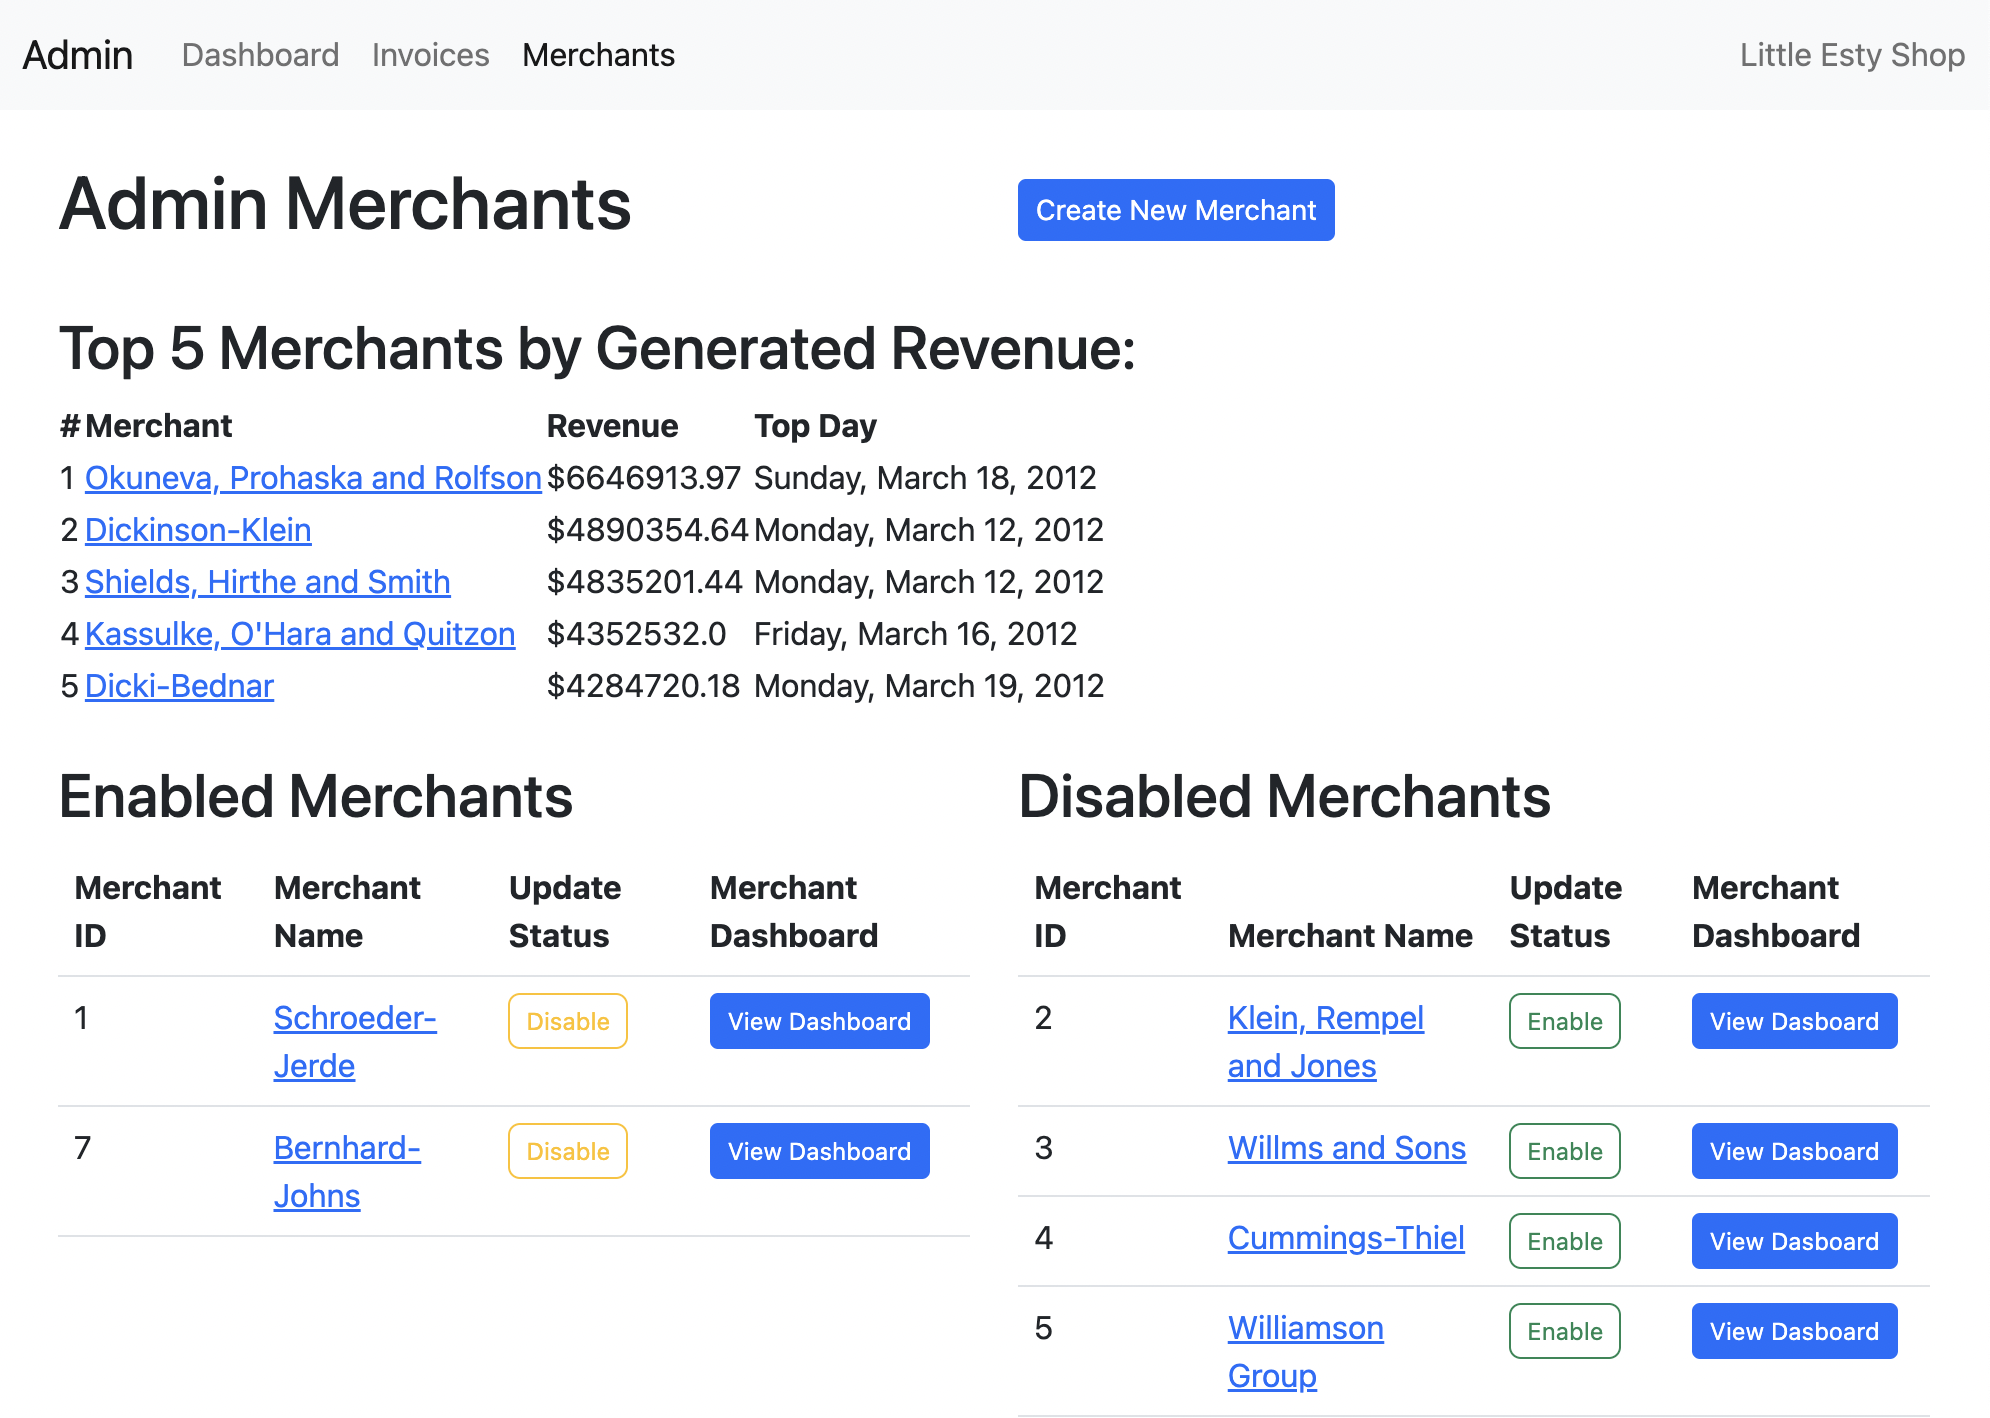 Admin Dashboard Invoices Merchants Little Esty Shop
Admin Merchants Create New Merchant
Top 5 Merchants by Generated Revenue:
# Merchant Revenue Top Day
1 Okuneva, Prohaska and Rolfson $6646913.97 Sunday, March 18, 2012
2 Dickinson-Klein $4890354.64 Monday, March 12, 2012
3 Shields, Hirthe and Smith $4835201.44 Monday, March 12, 2012
4 Kassulke, O'Hara and Quitzon $4352532.0 Friday, March 16, 2012
5 Dicki-Bednar $4284720.18 Monday, March 19, 2012
Enabled Merchants
Merchant Merchant Update Merchant
ID Name Status Dashboard
1 Schroeder- Disable View Dashboard
Jerde
7 Bernhard- Disable View Dashboard
Johns
Disabled Merchants
Merchant Update Merchant
ID Merchant Name Status Dashboard
2 Klein, Rempel Enable View Dasboard
and Jones
3 Willms and Sons Enable View Dasboard
4 Cummings-Thiel Enable View Dasboard
5 Williamson Enable View Dasboard
Group